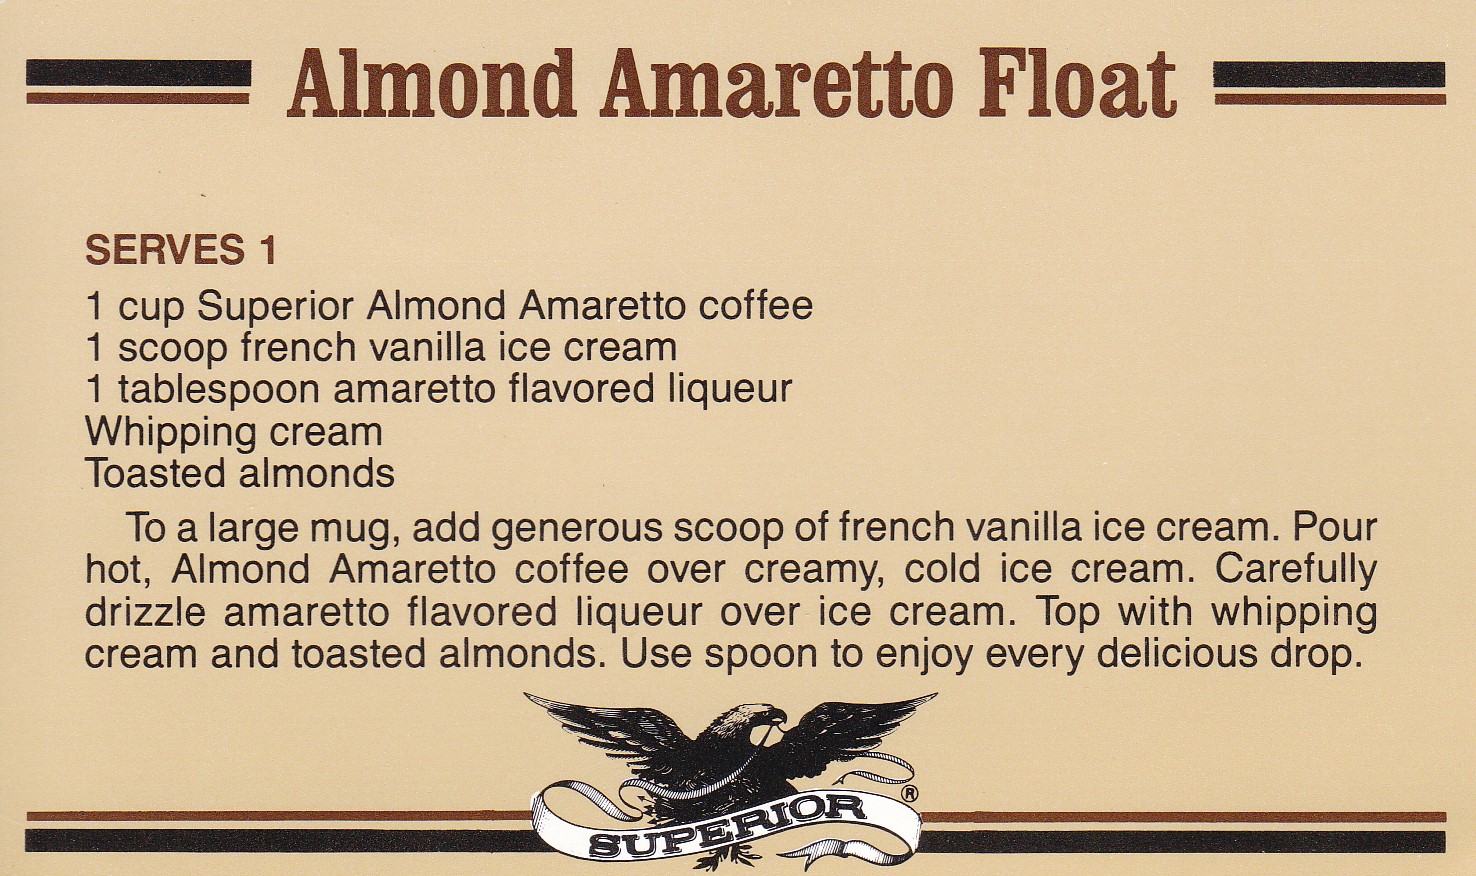 Almond Amaretto Float
SERVES 1
1 cup Superior Almond Amaretto coffee
1 scoop french vanilla ice cream
1 tablespoon amaretto flavored liqueur
Whipping cream
Toasted almonds
To a large mug, add generous scoop of french vanilla ice cream. Pour
hot, Almond Amaretto coffee over creamy, cold ice cream. Carefully
drizzle amaretto flavored liqueur over ice cream. Top with whipping
cream and toasted almonds. Use spoon to enjoy every delicious drop.
SUPERIOR ®